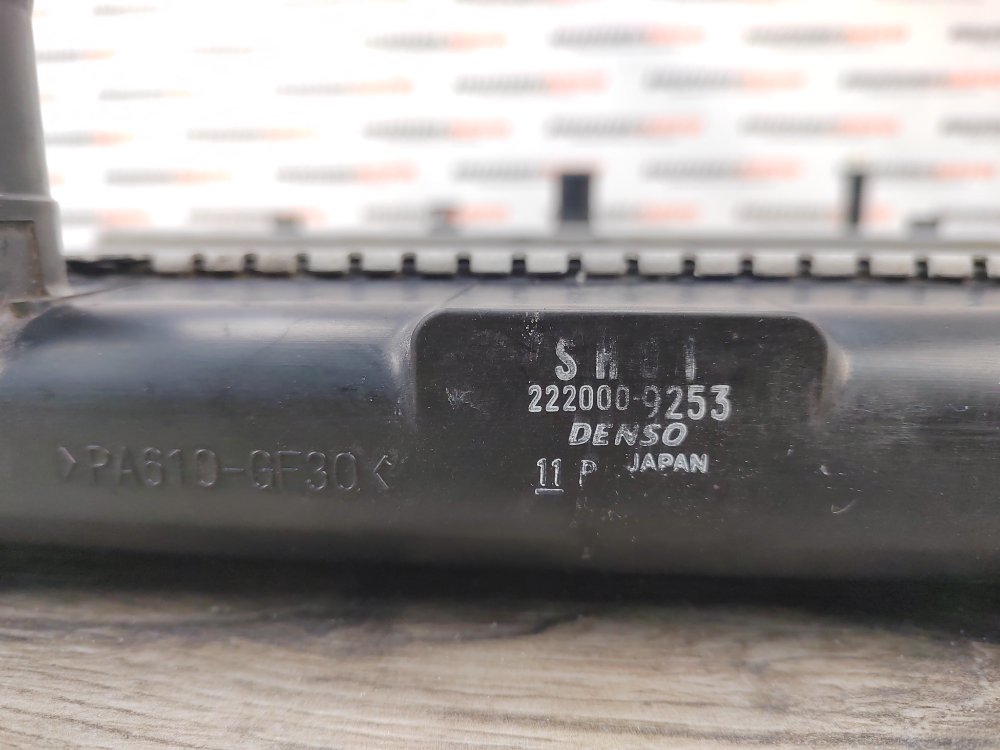 SH01
222000-9253
DENSO
11 P JAPAN
>PA610-GF30<